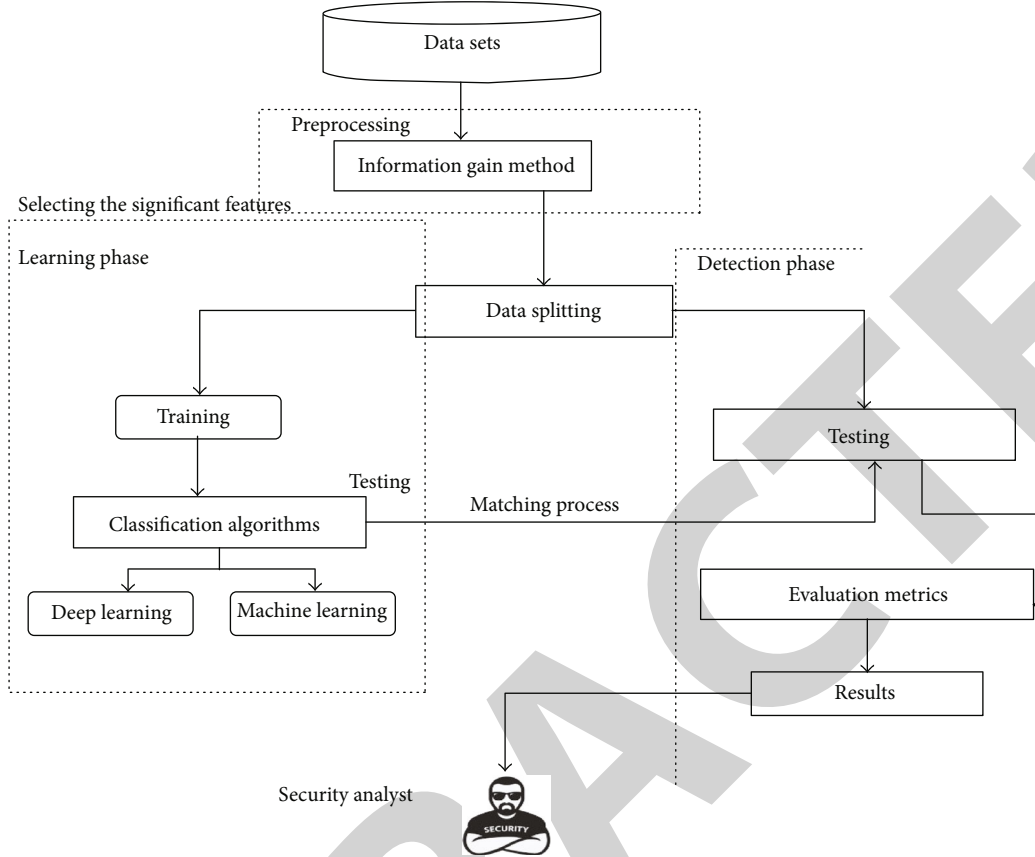 Data sets
Preprocessing
Information gain method
Selecting the significant features
Learning phase
Detection phase
Data splitting
Training
Testing
Testing
Matching process
Classification algorithms
Deep learning
Machine learning
Evaluation metrics
Results
Security analyst
SECURITY